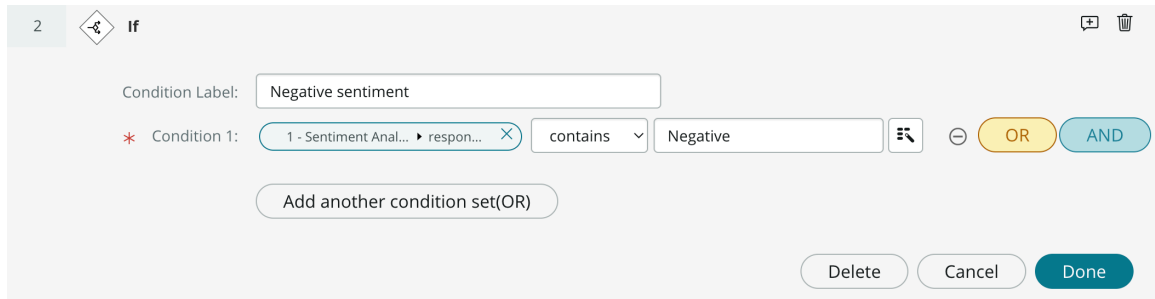 2 If
Condition Label: Negative sentiment
* Condition 1: 1 - Sentiment Anal... ▸ respon... contains Negative OR AND
Add another condition set(OR)
Delete Cancel Done